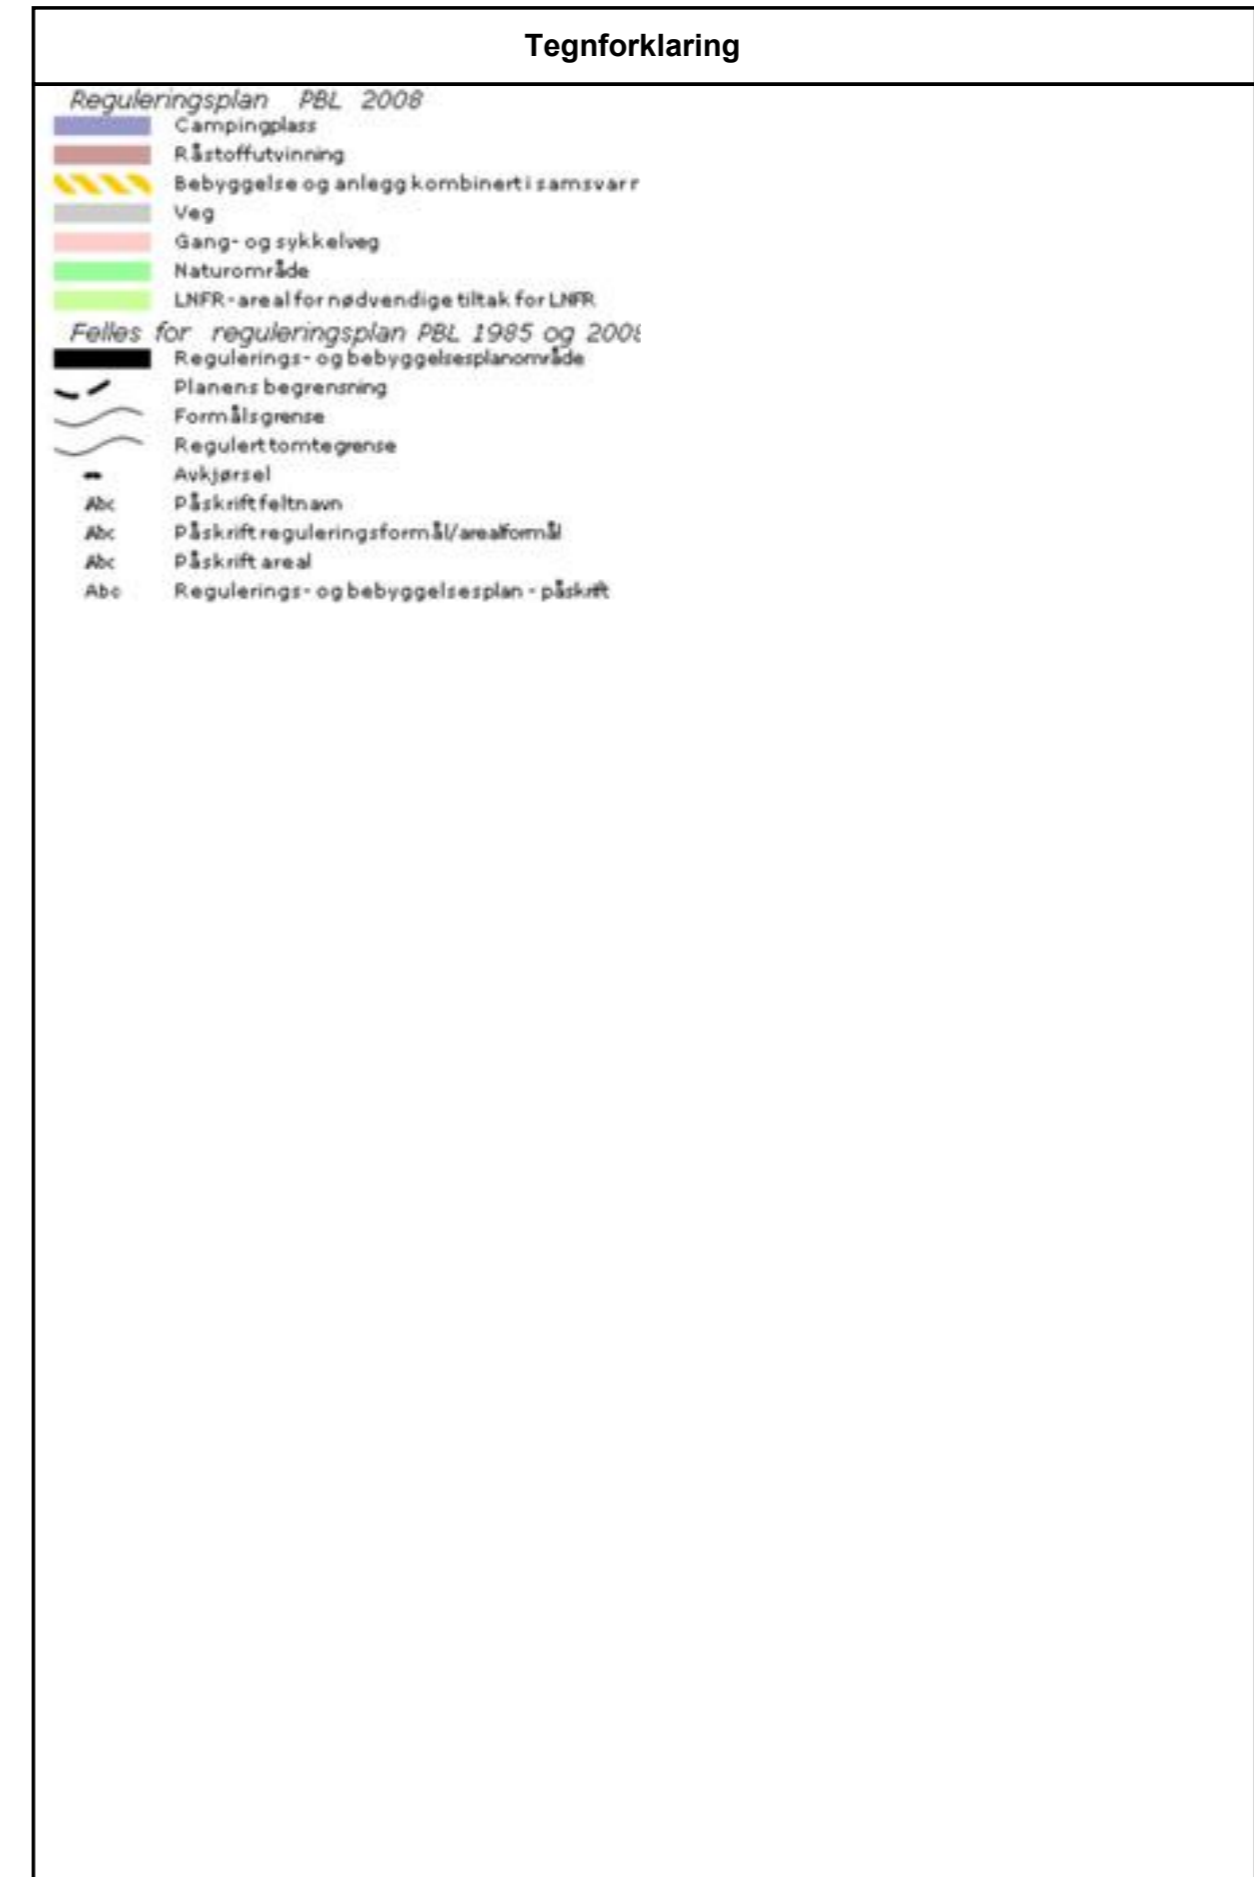 Tegnforklaring
Reguleringsplan PBL 2008
Campingplass
Råstoffutvinning
Bebyggelse og anlegg kombinert i samsvar r
Veg
Gang- og sykkelveg
Naturområde
LNFR-areal for nødvendige tiltak for LNFR
Felles for reguleringsplan PBL 1985 og 2008
Regulerings- og bebyggelsesplanområde
Planens begrensning
Formålsgrense
Regulert tomtegrense
Avkjørsel
Abc Påskrift feltnavn
Abc Påskrift reguleringsformål/arealformål
Abc Påskrift areal
Abc Regulerings- og bebyggelsesplan - påskrift